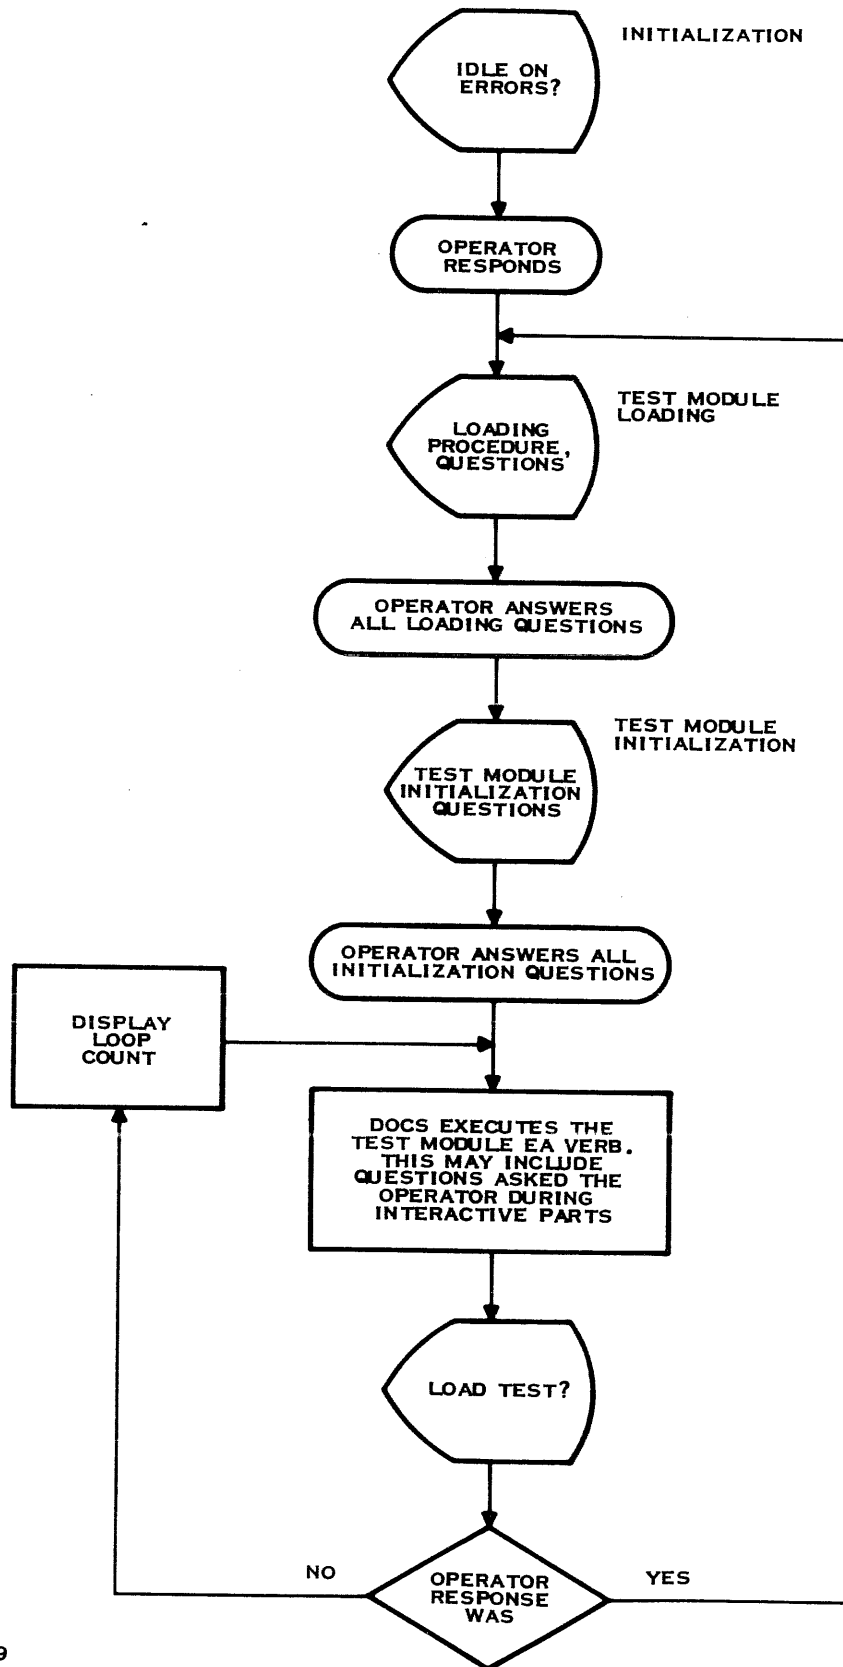 INITIALIZATION
IDLE ON
ERRORS?
OPERATOR
RESPONDS
TEST MODULE
LOADING
LOADING
PROCEDURE,
QUESTIONS
OPERATOR ANSWERS
ALL LOADING QUESTIONS
TEST MODULE
INITIALIZATION
TEST MODULE
INITIALIZATION
QUESTIONS
OPERATOR ANSWERS ALL
INITIALIZATION QUESTIONS
DISPLAY
LOOP
COUNT
DOCS EXECUTES THE
TEST MODULE EA VERB.
THIS MAY INCLUDE
QUESTIONS ASKED THE
OPERATOR DURING
INTERACTIVE PARTS
LOAD TEST?
NO
OPERATOR
RESPONSE
WAS
YES
9